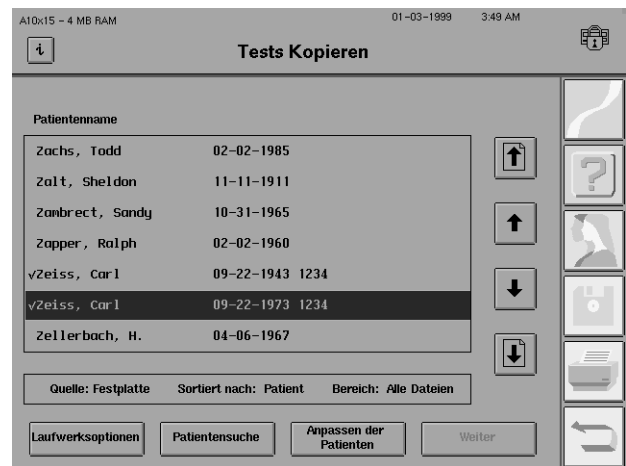 A10x15 - 4 MB RAM 01-03-1999 3:49 AM
i Tests Kopieren
Patientenname
Zachs, Todd 02-02-1985
Zalt, Sheldon 11-11-1911
Zambrect, Sandy 10-31-1965
Zapper, Ralph 02-02-1960
√Zeiss, Carl 09-22-1943 1234
√Zeiss, Carl 09-22-1973 1234
Zellerbach, H. 04-06-1967
Quelle: Festplatte Sortiert nach: Patient Bereich: Alle Dateien
Laufwerksoptionen Patientensuche Anpassen der Patienten Weiter